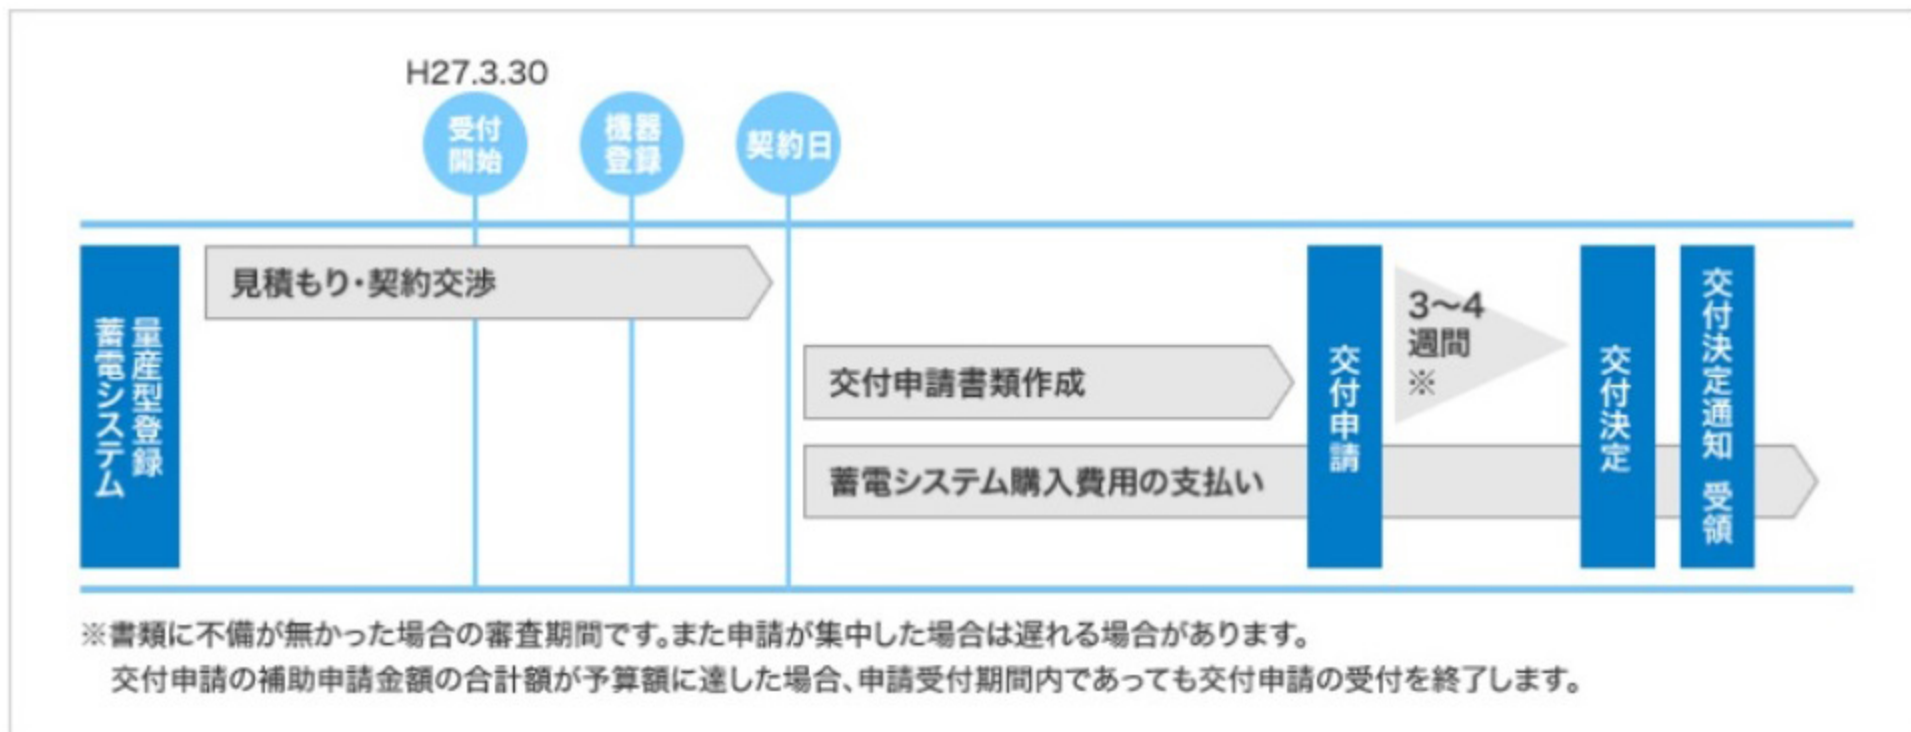 H27.3.30
受付
開始
機器
登録
契約日
量産型登録
蓄電システム
見積もり・契約交渉
交付申請書類作成
蓄電システム購入費用の支払い
交付申請
3〜4
週間
※
交付決定
交付決定通知 受領
※書類に不備が無かった場合の審査期間です。また申請が集中した場合は遅れる場合があります。
交付申請の補助申請金額の合計額が予算額に達した場合、申請受付期間内であっても交付申請の受付を終了します。